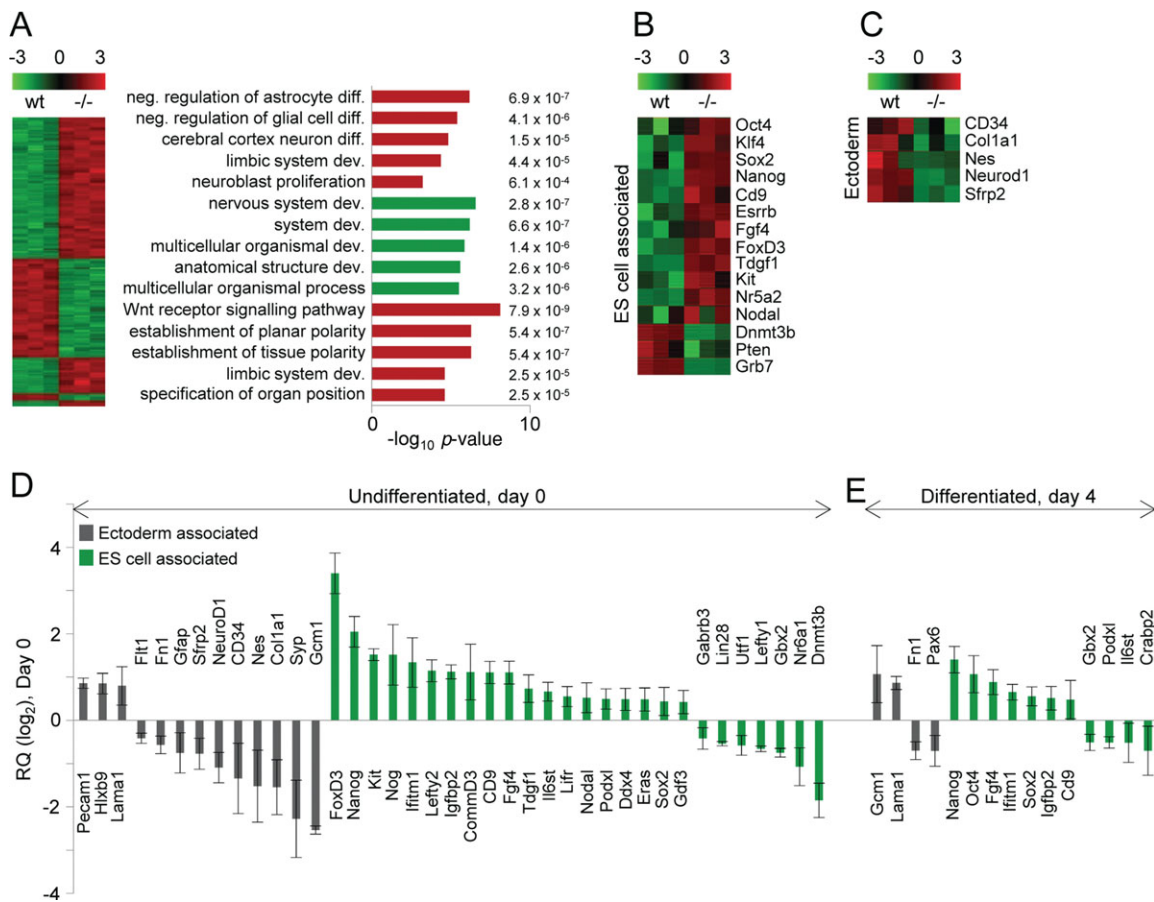 A
-3 0 3
wt -/-
neg. regulation of astrocyte diff. 6.9 x 10-7
neg. regulation of glial cell diff. 4.1 x 10-6
cerebral cortex neuron diff. 1.5 x 10-5
limbic system dev. 4.4 x 10-5
neuroblast proliferation 6.1 x 10-4
nervous system dev. 2.8 x 10-7
system dev. 6.6 x 10-7
multicellular organismal dev. 1.4 x 10-6
anatomical structure dev. 2.6 x 10-6
multicellular organismal process 3.2 x 10-6
Wnt receptor signalling pathway 7.9 x 10-9
establishment of planar polarity 5.4 x 10-7
establishment of tissue polarity 5.4 x 10-7
limbic system dev. 2.5 x 10-5
specification of organ position 2.5 x 10-5
0 10
-log10 p-value
B
-3 0 3
wt -/-
ES cell associated
Oct4
Klf4
Sox2
Nanog
Cd9
Esrrb
Fgf4
FoxD3
Tdgf1
Kit
Nr5a2
Nodal
Dnmt3b
Pten
Grb7
C
-3 0 3
wt -/-
Ectoderm
CD34
Col1a1
Nes
Neurod1
Sfrp2
D
Undifferentiated, day 0
Ectoderm associated
ES cell associated
RQ (log2), Day 0
4
2
0
-2
-4
Pecam1
Hlxb9
Lama1
Flt1
Fn1
Gfap
Sfrp2
NeuroD1
CD34
Nes
Col1a1
Syp
Gcm1
FoxD3
Nanog
Kit
Nog
Ifitm1
Lefty2
Igfbp2
CommD3
CD9
Fgf4
Tdgf1
Il6st
Lifr
Nodal
Podxl
Ddx4
Eras
Sox2
Gdf3
Gabrb3
Lin28
Utf1
Lefty1
Gbx2
Nr6a1
Dnmt3b
E
Differentiated, day 4
Gcm1
Lama1
Fn1
Pax6
Nanog
Oct4
Fgf4
Ifitm1
Sox2
Igfbp2
Cd9
Gbx2
Podxl
Il6st
Crabp2